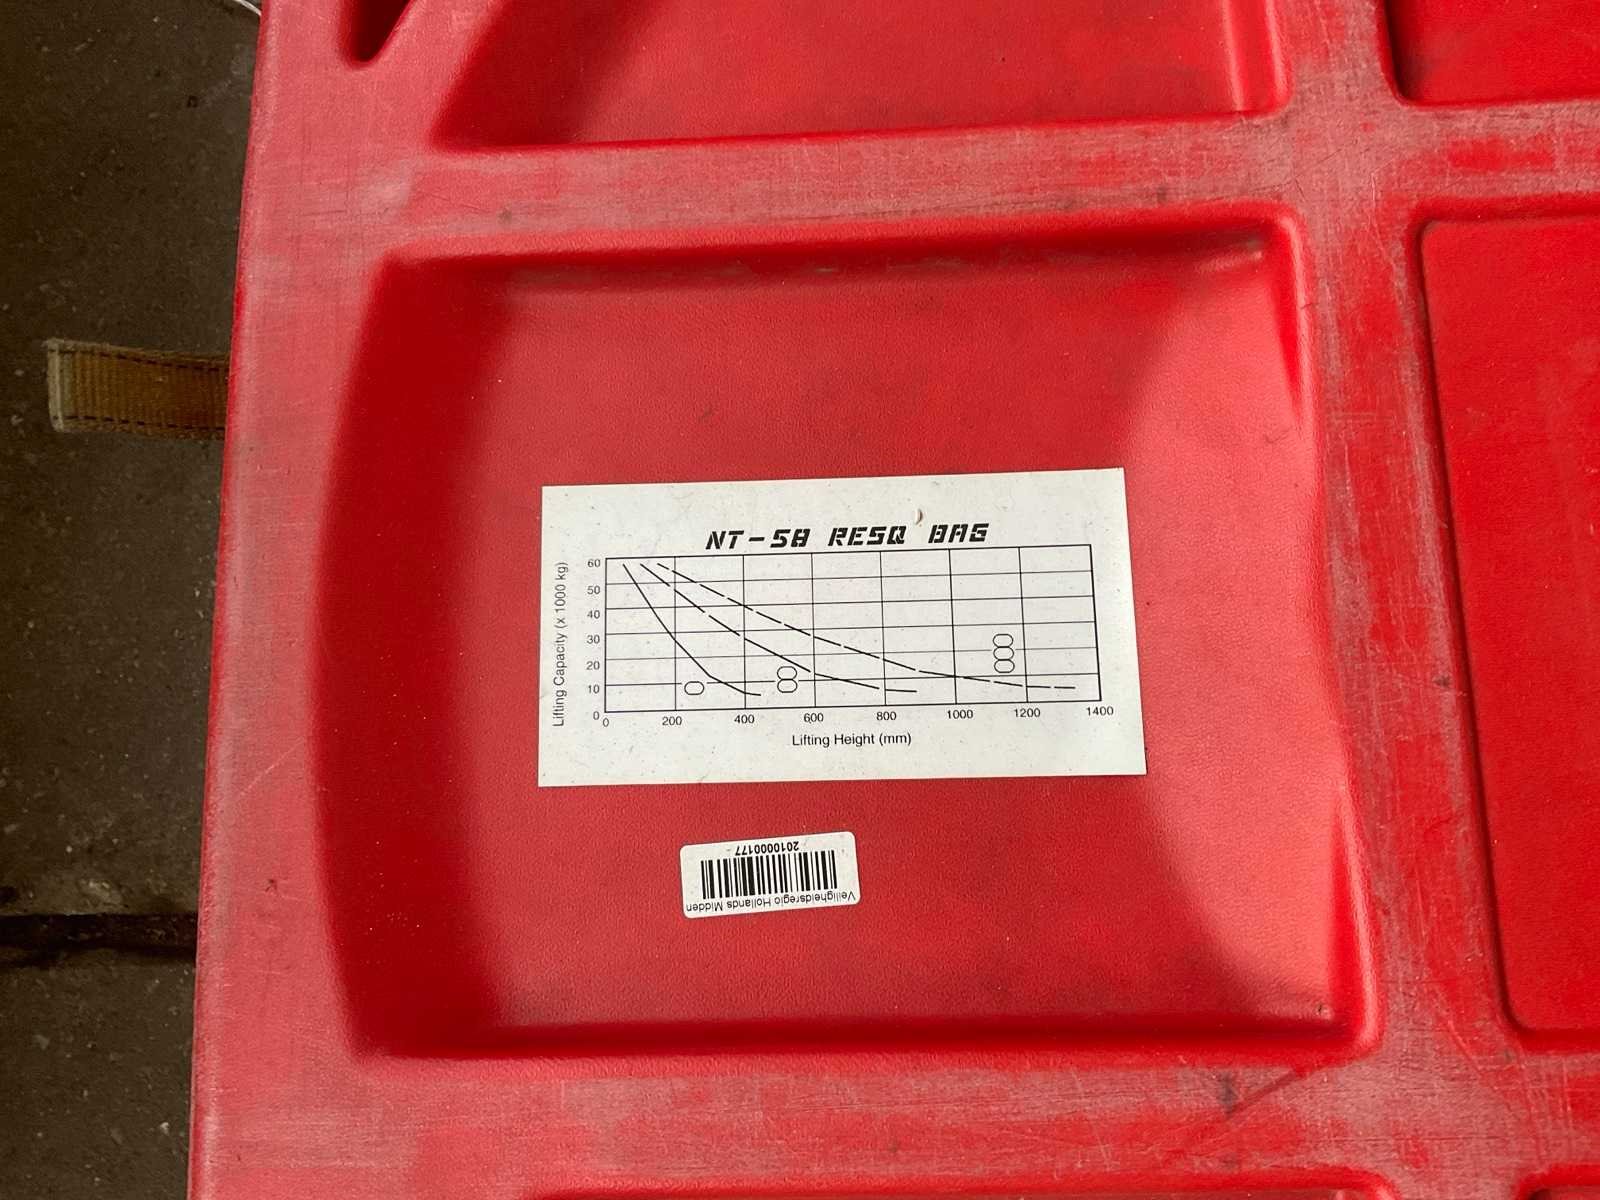 NT-58 RESQ BAG
Lifting Capacity (x 1000 kg)
60
50
40
30
20
10
0
0 200 400 600 800 1000 1200 1400
Lifting Height (mm)
Veiligheidsregio Hollands Midden
2010000177